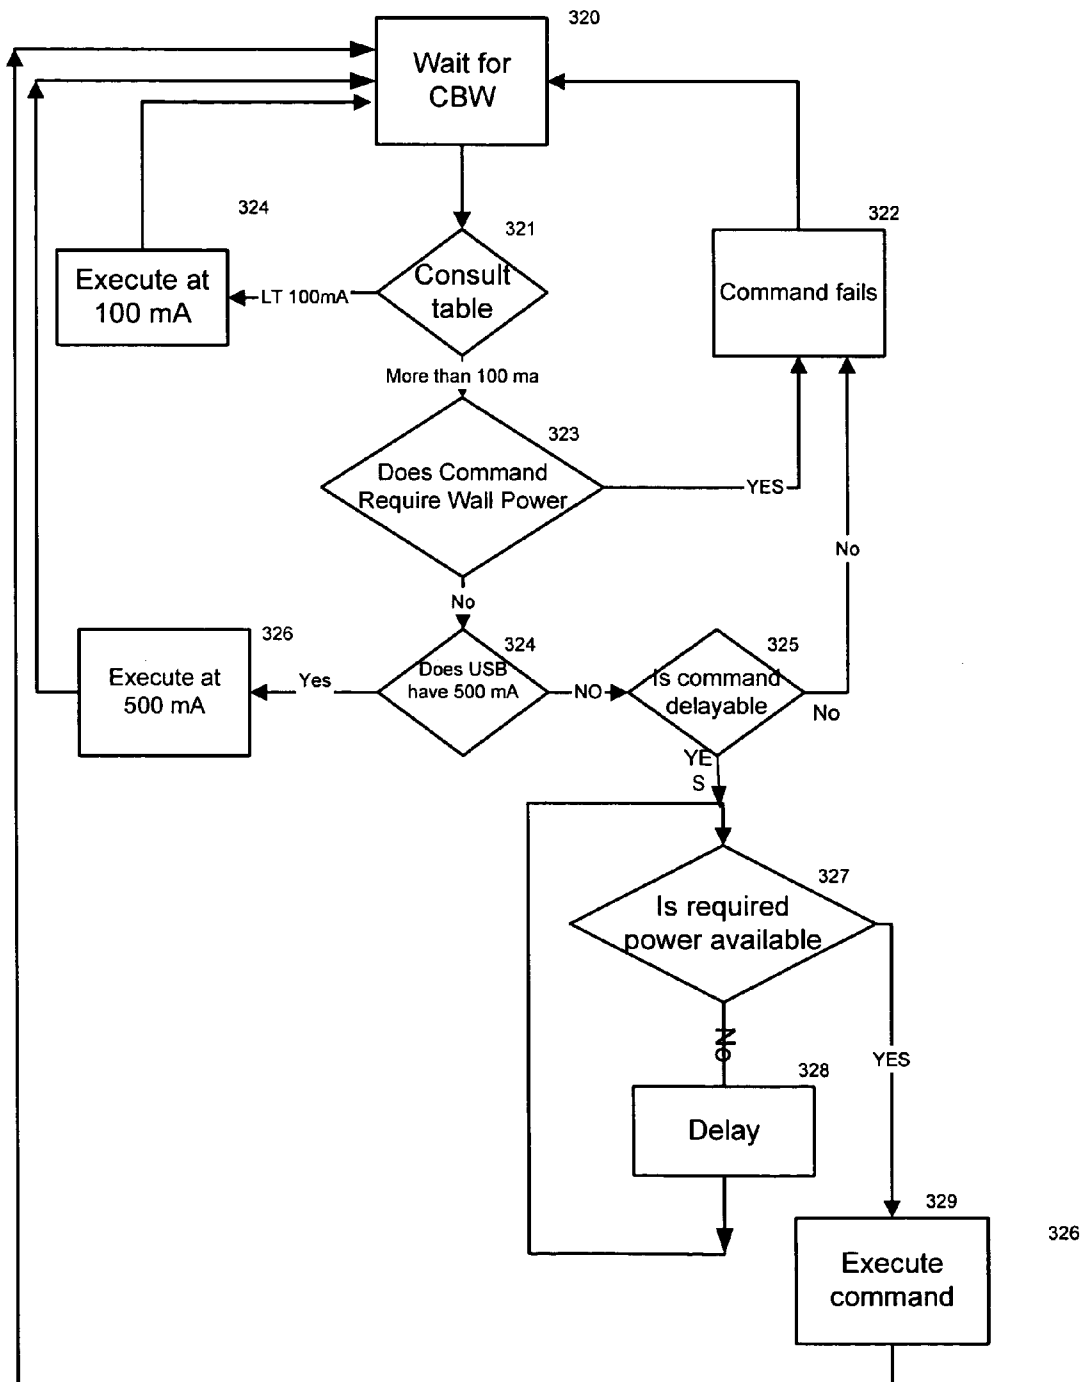 320
Wait for
CBW
324
321
322
Execute at
100 mA
LT 100mA
Consult
table
Command fails
More than 100 ma
323
Does Command
Require Wall Power
YES
No
No
326
324
325
Execute at
500 mA
Yes
Does USB
have 500 mA
NO
Is command
delayable
No
YE
S
327
Is required
power available
No
YES
328
Delay
329
326
Execute
command